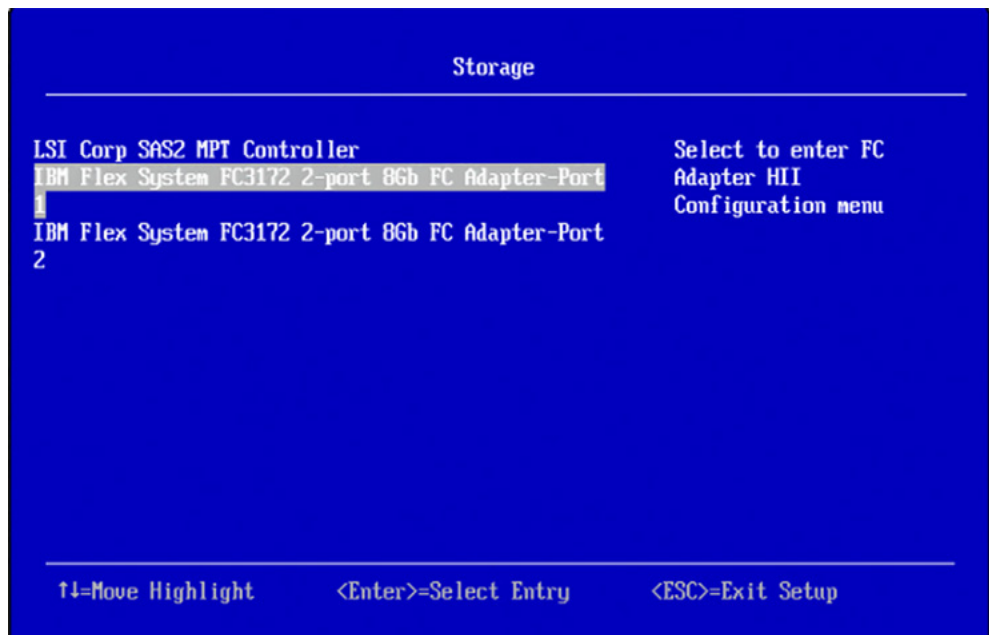 Storage
LSI Corp SAS2 MPT Controller
IBM Flex System FC3172 2-port 8Gb FC Adapter-Port
1
IBM Flex System FC3172 2-port 8Gb FC Adapter-Port
2
Select to enter FC
Adapter HII
Configuration menu
↑↓=Move Highlight <Enter>=Select Entry <ESC>=Exit Setup